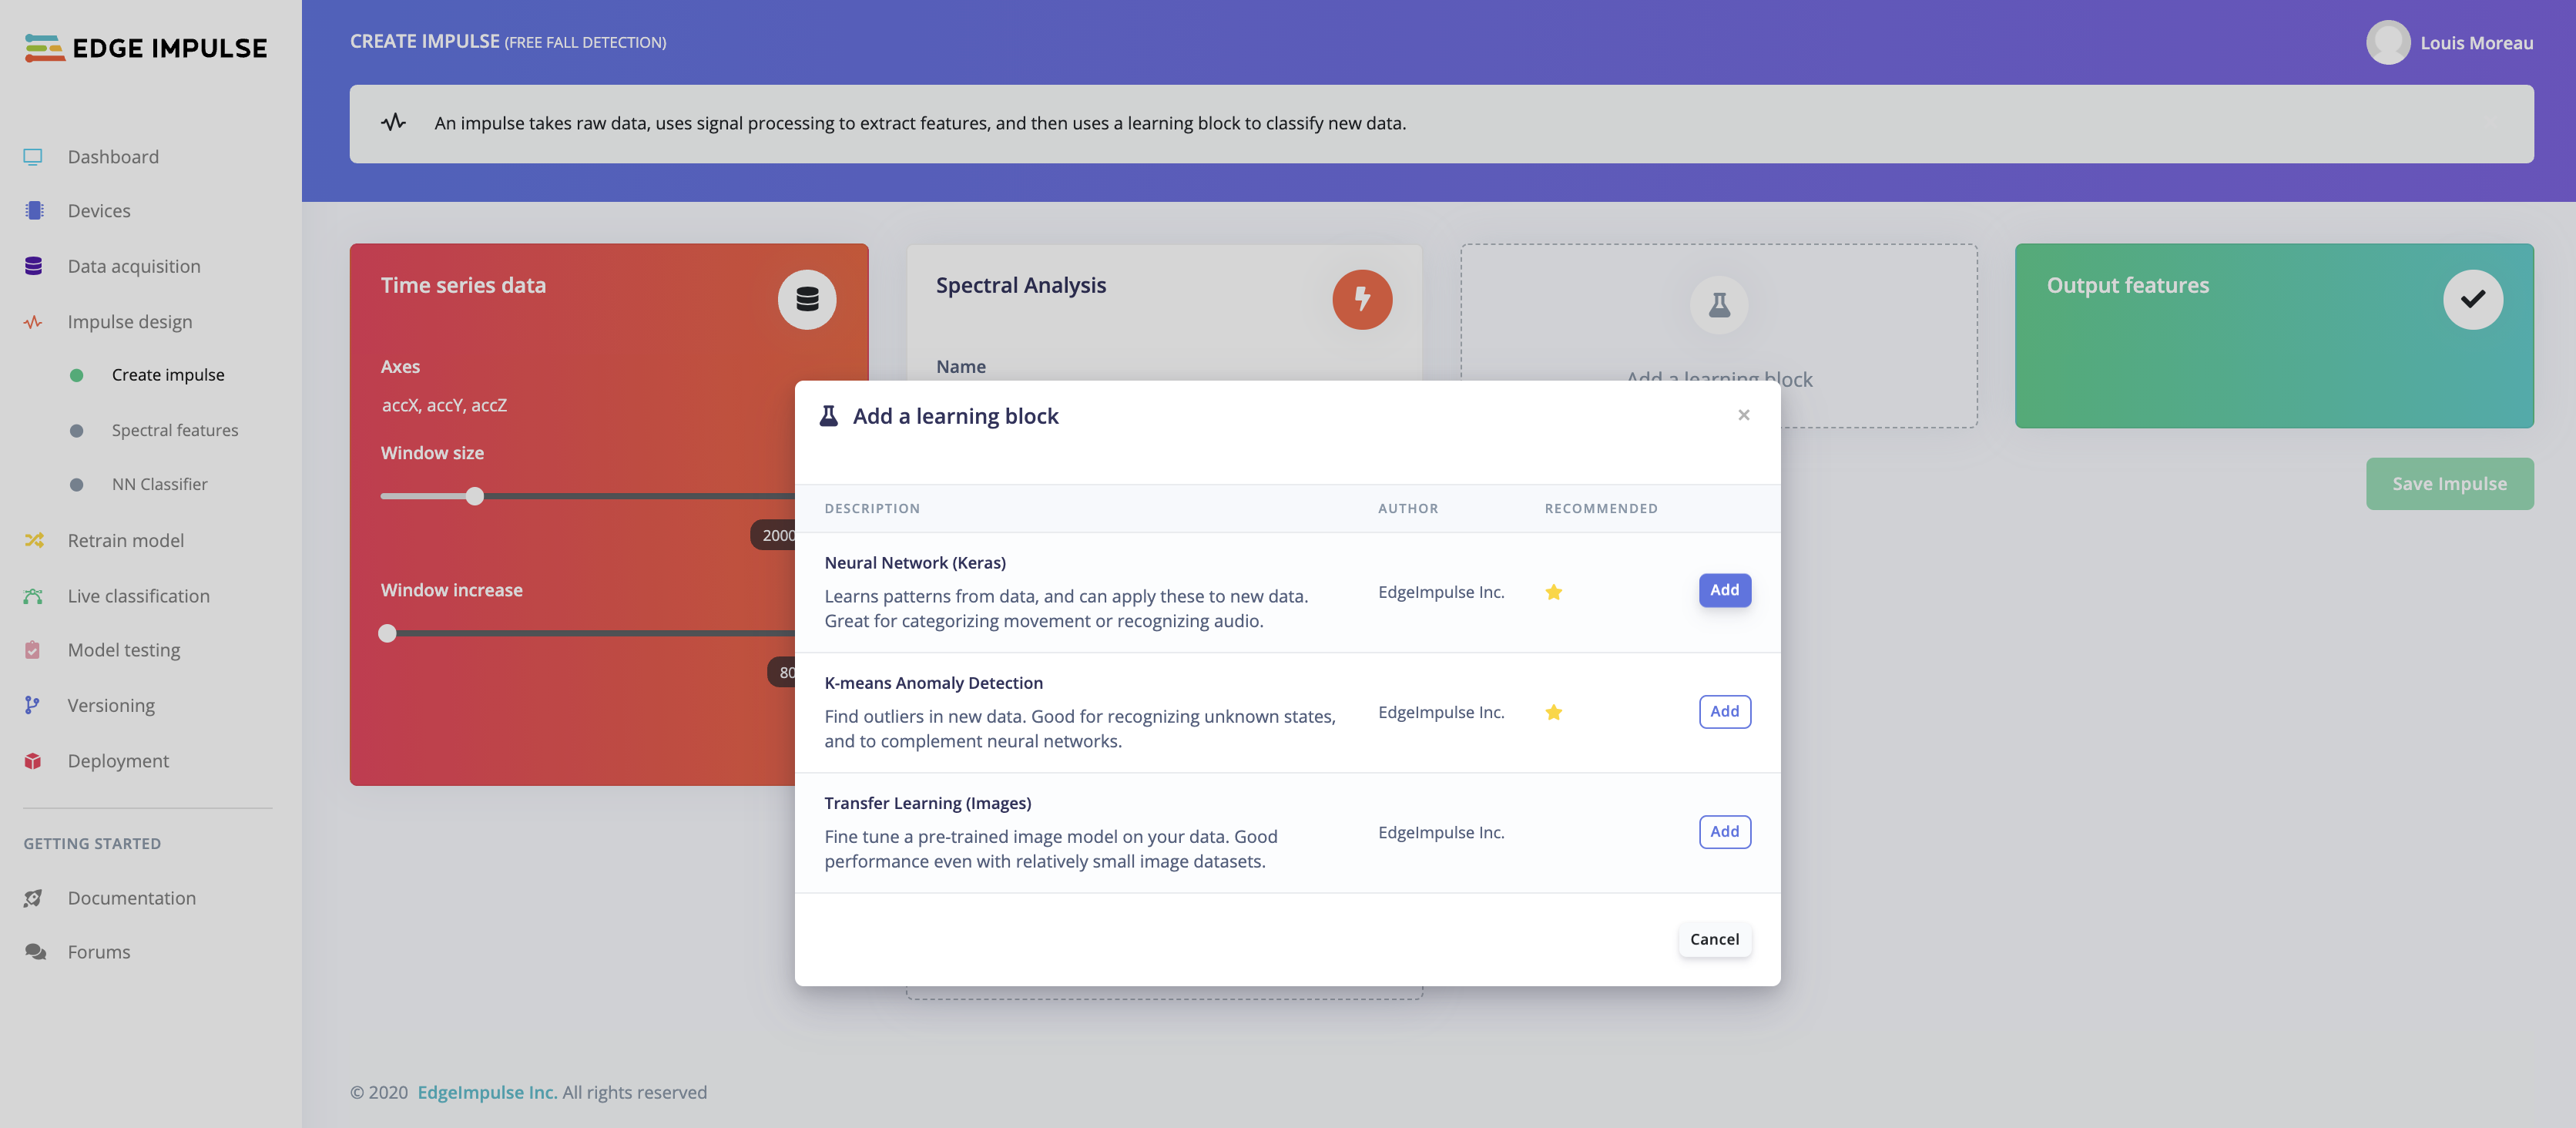 EDGE IMPULSE
Dashboard
Devices
Data acquisition
Impulse design
Create impulse
Spectral features
NN Classifier
Retrain model
Live classification
Model testing
Versioning
Deployment
GETTING STARTED
Documentation
Forums
CREATE IMPULSE (FREE FALL DETECTION)
Louis Moreau
An impulse takes raw data, uses signal processing to extract features, and then uses a learning block to classify new data.
Time series data
Axes
accX, accY, accZ
Window size
2000
Window increase
80
Spectral Analysis
Name
Add a learning block
Output features
Save Impulse
Add a learning block
×
DESCRIPTION AUTHOR RECOMMENDED
Neural Network (Keras)
Learns patterns from data, and can apply these to new data.
Great for categorizing movement or recognizing audio.
EdgeImpulse Inc.
Add
K-means Anomaly Detection
Find outliers in new data. Good for recognizing unknown states,
and to complement neural networks.
EdgeImpulse Inc.
Add
Transfer Learning (Images)
Fine tune a pre-trained image model on your data. Good
performance even with relatively small image datasets.
EdgeImpulse Inc.
Add
Cancel
© 2020 EdgeImpulse Inc. All rights reserved